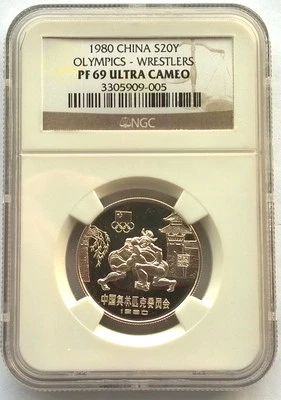 1980 CHINA S20Y
OLYMPICS - WRESTLERS
PF 69 ULTRA CAMEO
3305909-005
NGC
中国奥林匹克委员会
1980